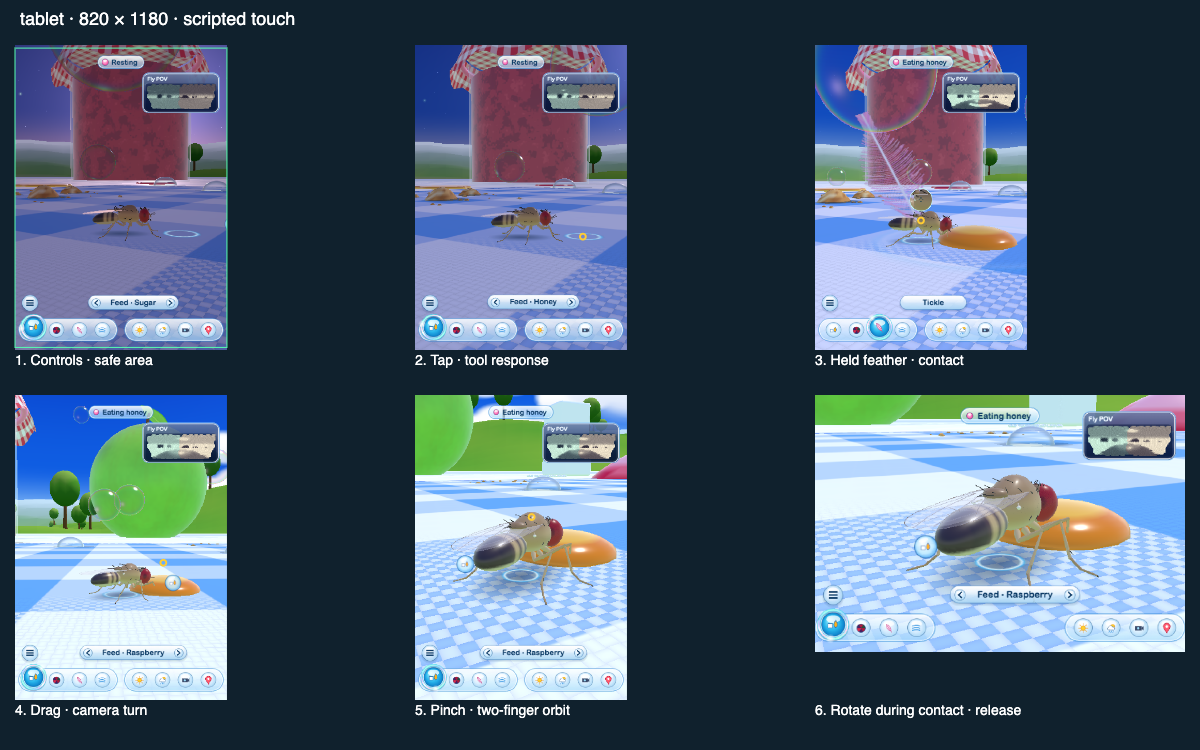 tablet · 820 × 1180 · scripted touch
Resting
Fly POV
Feed · Sugar
1. Controls · safe area
Resting
Fly POV
Feed · Honey
2. Tap · tool response
Eating honey
Fly POV
Tickle
3. Held feather · contact
Eating honey
Fly POV
Feed · Raspberry
4. Drag · camera turn
Eating honey
Fly POV
Feed · Raspberry
5. Pinch · two-finger orbit
Eating honey
Fly POV
Feed · Raspberry
6. Rotate during contact · release